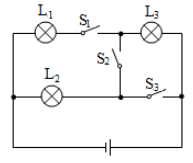 L₁ S₁ L₃
S₂
L₂ S₃